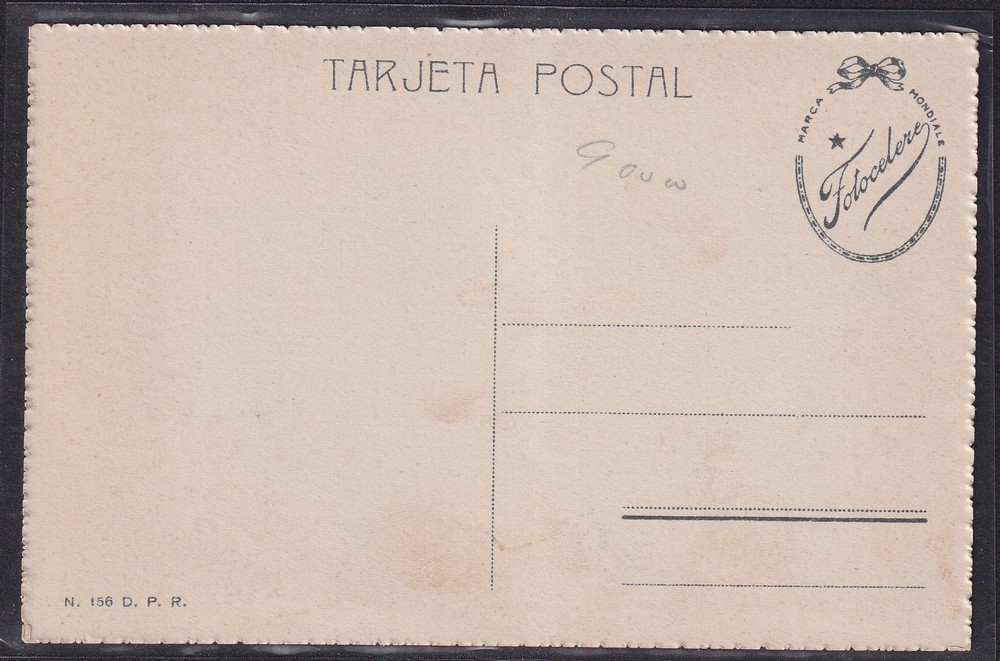 TARJETA POSTAL
MARCA MONDIALE
Fotocelere
N. 156 D. P. R.